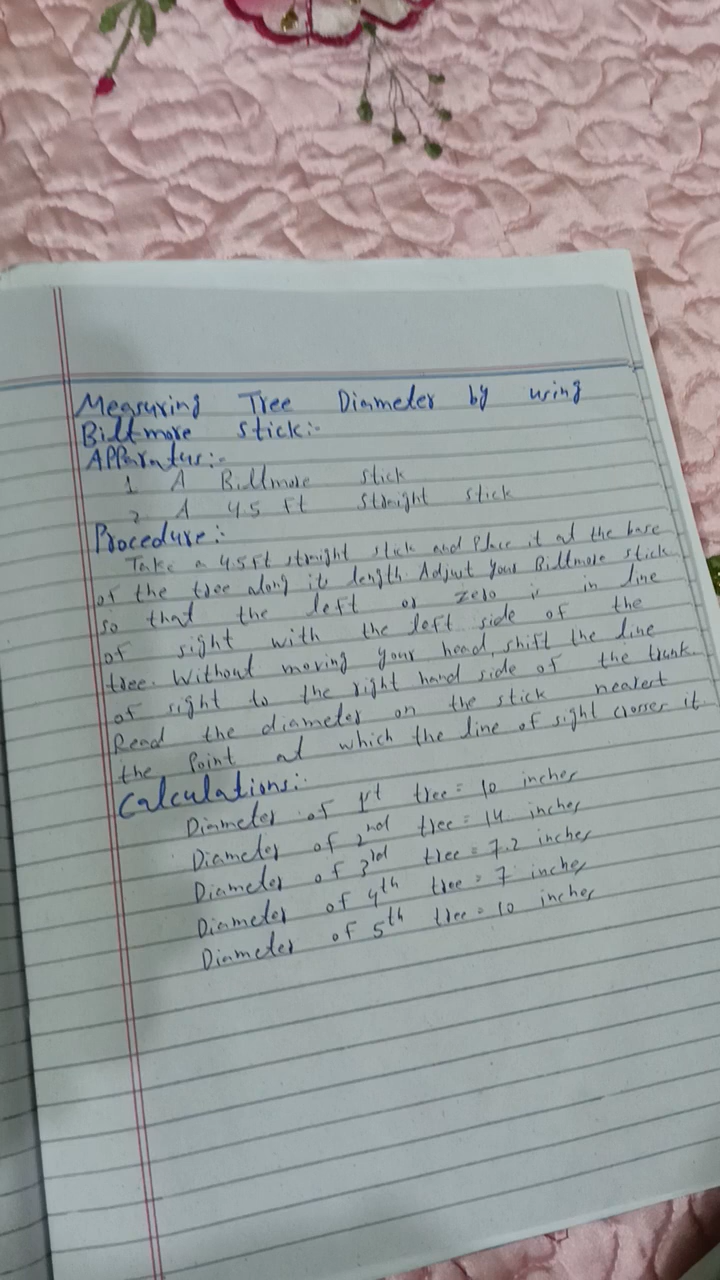 Measuring Tree Diameter by using
Biltmore stick:-
Apparatus:-
1 A Biltmore stick
2 A 4.5 ft straight stick
Procedure:
Take a 4.5ft straight stick and Place it at the base
of the tree along its length. Adjust your Biltmore stick
so that the left or zero is in line
of sight with the left side of the
tree. Without moving your head, shift the line
of sight to the right hand side of the trunk.
Read the diameter on the stick nearest
the Point at which the line of sight crosses it
Calculations:-
Diameter of 1st tree = 10 inches
Diameter of 2nd tree = 14 inches
Diameter of 3rd tree = 7.2 inches
Diameter of 4th tree = 7 inches
Diameter of 5th tree = 10 inches